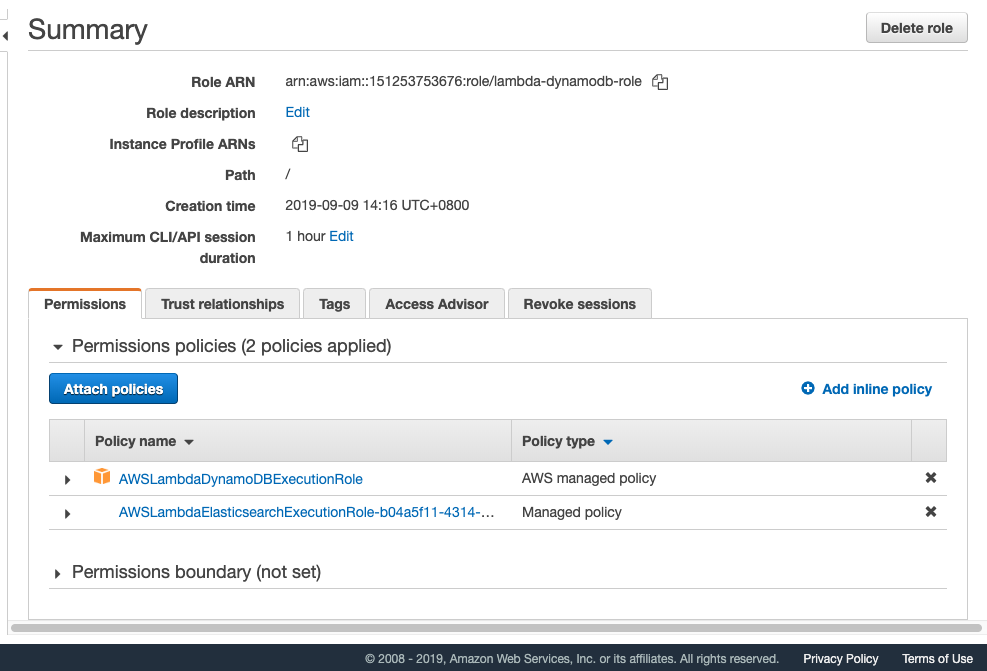 Summary
Delete role
Role ARN arn:aws:iam::151253753676:role/lambda-dynamodb-role
Role description Edit
Instance Profile ARNs
Path /
Creation time 2019-09-09 14:16 UTC+0800
Maximum CLI/API session 1 hour Edit
duration
Permissions Trust relationships Tags Access Advisor Revoke sessions
Permissions policies (2 policies applied)
Attach policies Add inline policy
Policy name Policy type
AWSLambdaDynamoDBExecutionRole AWS managed policy
AWSLambdaElasticsearchExecutionRole-b04a5f11-4314-... Managed policy
Permissions boundary (not set)
© 2008 - 2019, Amazon Web Services, Inc. or its affiliates. All rights reserved. Privacy Policy Terms of Use